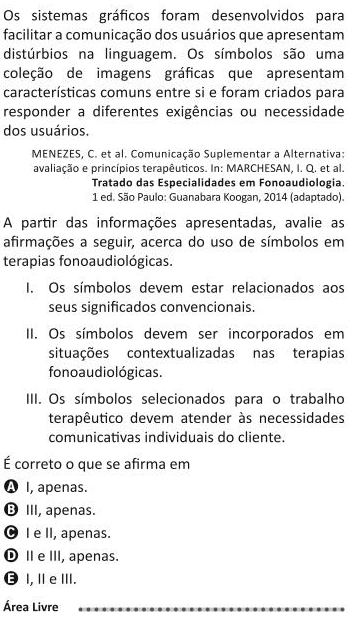 Os sistemas gráficos foram desenvolvidos para
facilitar a comunicação dos usuários que apresentam
distúrbios na linguagem. Os símbolos são uma
coleção de imagens gráficas que apresentam
características comuns entre si e foram criados para
responder a diferentes exigências ou necessidade
dos usuários.
MENEZES, C. et al. Comunicação Suplementar a Alternativa:
avaliação e princípios terapêuticos. In: MARCHESAN, I. Q. et al.
Tratado das Especialidades em Fonoaudiologia.
1 ed. São Paulo: Guanabara Koogan, 2014 (adaptado).
A partir das informações apresentadas, avalie as
afirmações a seguir, acerca do uso de símbolos em
terapias fonoaudiológicas.
I. Os símbolos devem estar relacionados aos
seus significados convencionais.
II. Os símbolos devem ser incorporados em
situações contextualizadas nas terapias
fonoaudiológicas.
III. Os símbolos selecionados para o trabalho
terapêutico devem atender às necessidades
comunicativas individuais do cliente.
É correto o que se afirma em
A I, apenas.
B III, apenas.
C I e II, apenas.
D II e III, apenas.
E I, II e III.
Área Livre